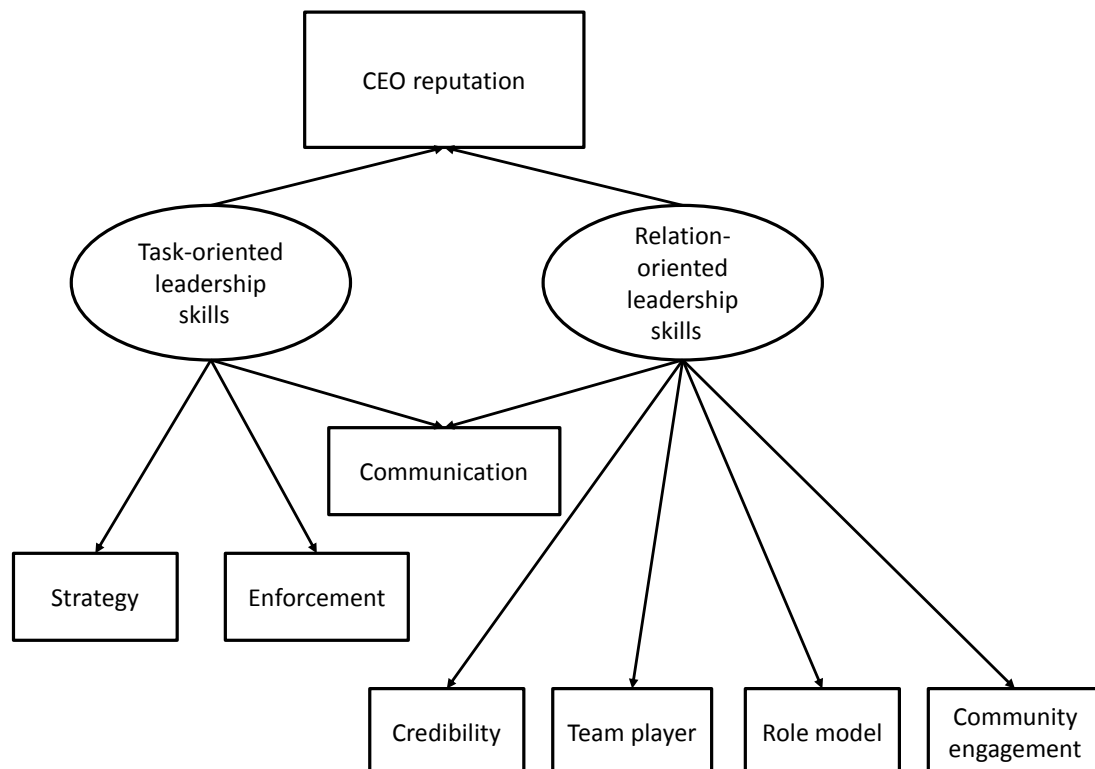 CEO reputation
Task-oriented
leadership
skills
Relation-
oriented
leadership
skills
Communication
Strategy
Enforcement
Credibility
Team player
Role model
Community
engagement